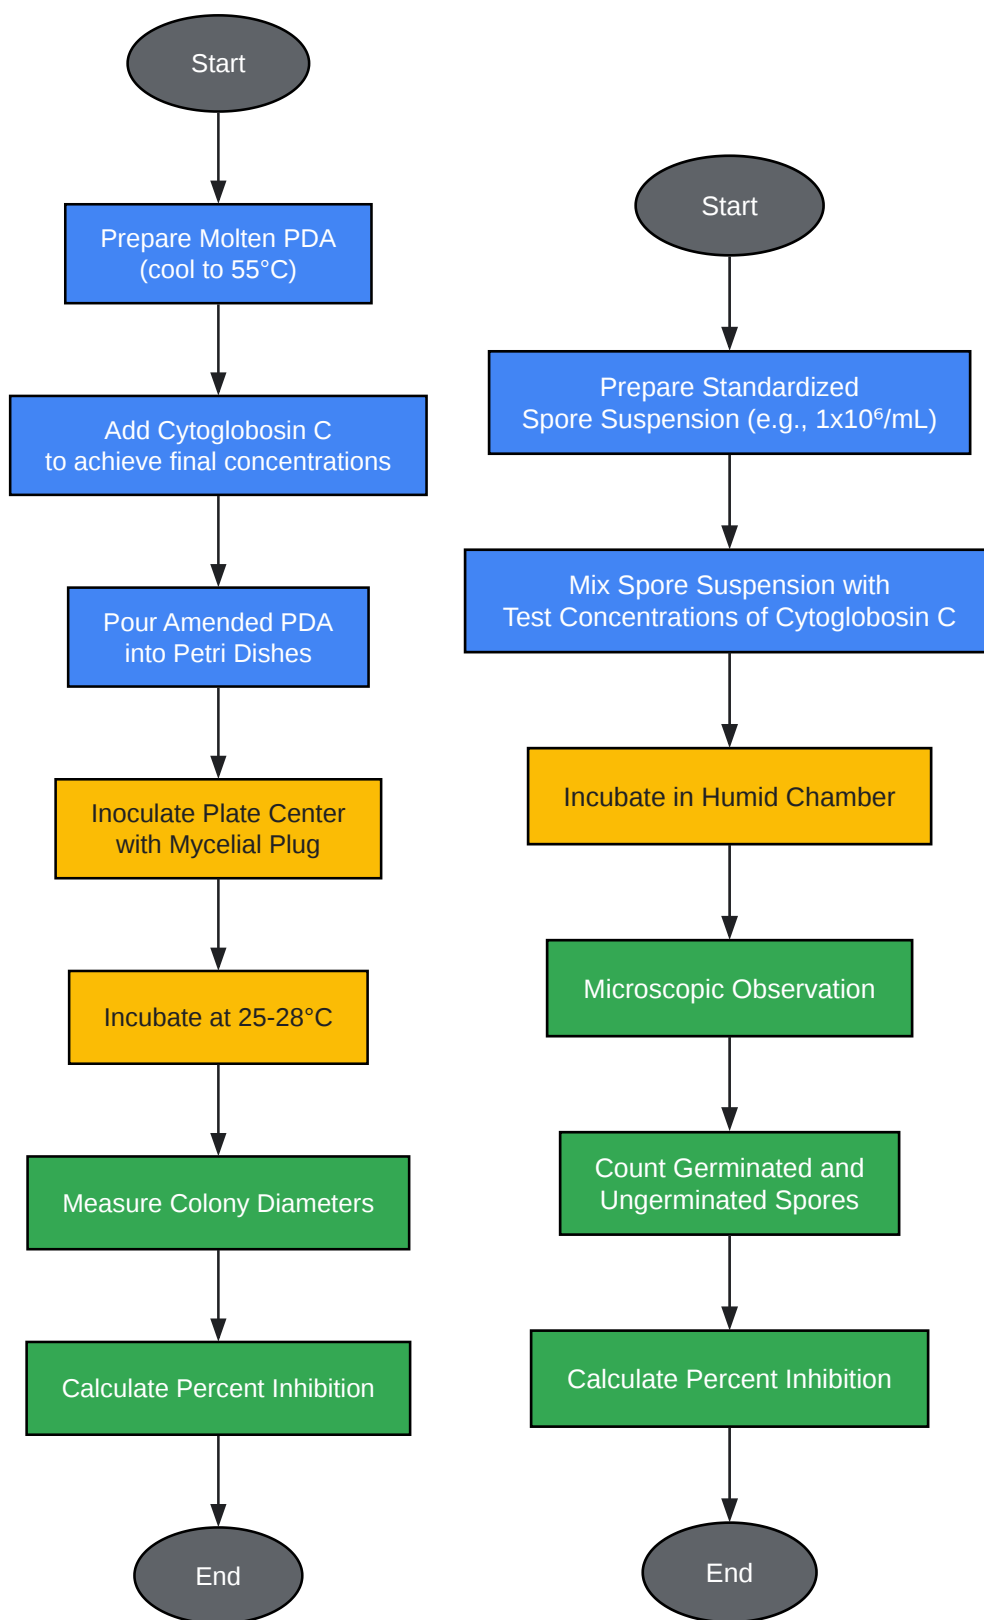 Start
Prepare Molten PDA
(cool to 55°C)
Add Cytoglobosin C
to achieve final concentrations
Pour Amended PDA
into Petri Dishes
Inoculate Plate Center
with Mycelial Plug
Incubate at 25-28°C
Measure Colony Diameters
Calculate Percent Inhibition
End
Start
Prepare Standardized
Spore Suspension (e.g., 1x10⁶/mL)
Mix Spore Suspension with
Test Concentrations of Cytoglobosin C
Incubate in Humid Chamber
Microscopic Observation
Count Germinated and
Ungerminated Spores
Calculate Percent Inhibition
End